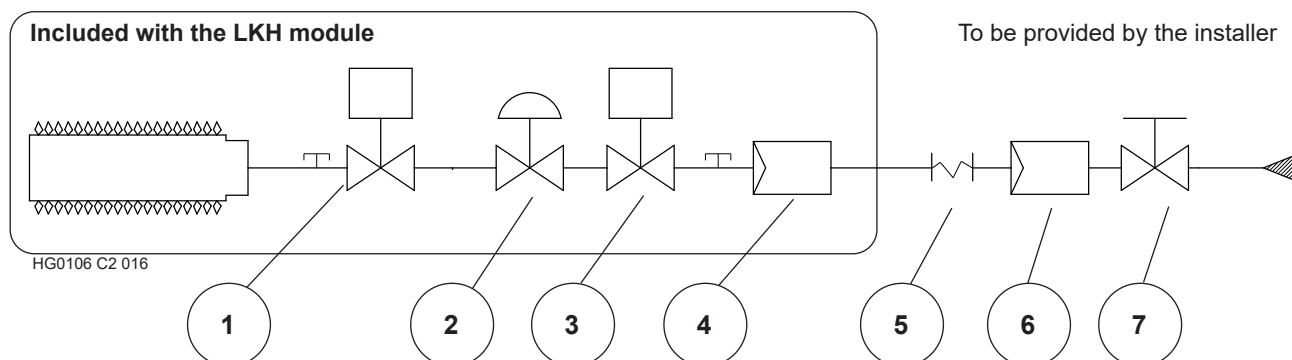 Included with the LKH module
To be provided by the installer
HG0106 C2 016
1 2 3 4 5 6 7